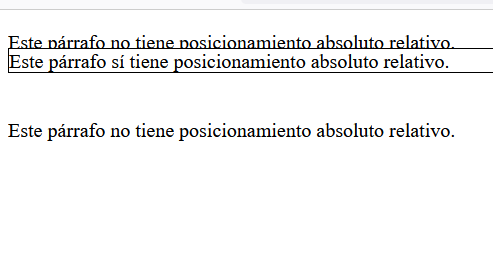 Este párrafo no tiene posicionamiento absoluto relativo.
Este párrafo sí tiene posicionamiento absoluto relativo.
Este párrafo no tiene posicionamiento absoluto relativo.